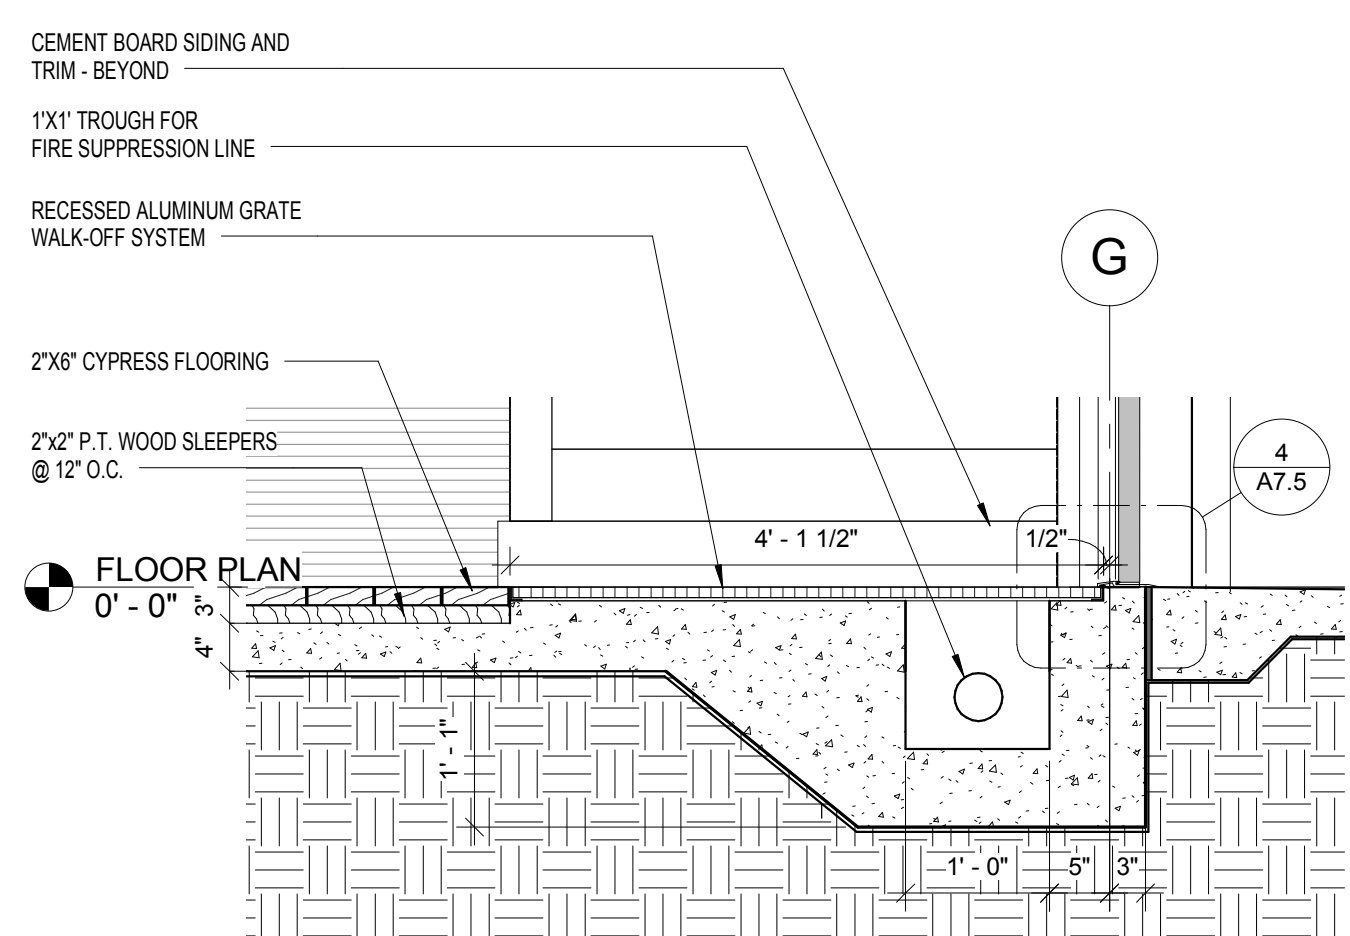 CEMENT BOARD SIDING AND
TRIM - BEYOND
1'X1' TROUGH FOR
FIRE SUPPRESSION LINE
RECESSED ALUMINUM GRATE
WALK-OFF SYSTEM
G
2"X6" CYPRESS FLOORING
2"x2" P.T. WOOD SLEEPERS
@ 12" O.C.
4
A7.5
4' - 1 1/2"
1/2"
FLOOR PLAN
0' - 0"
3"
4"
1' - 1"
1' - 0"
5"
3"